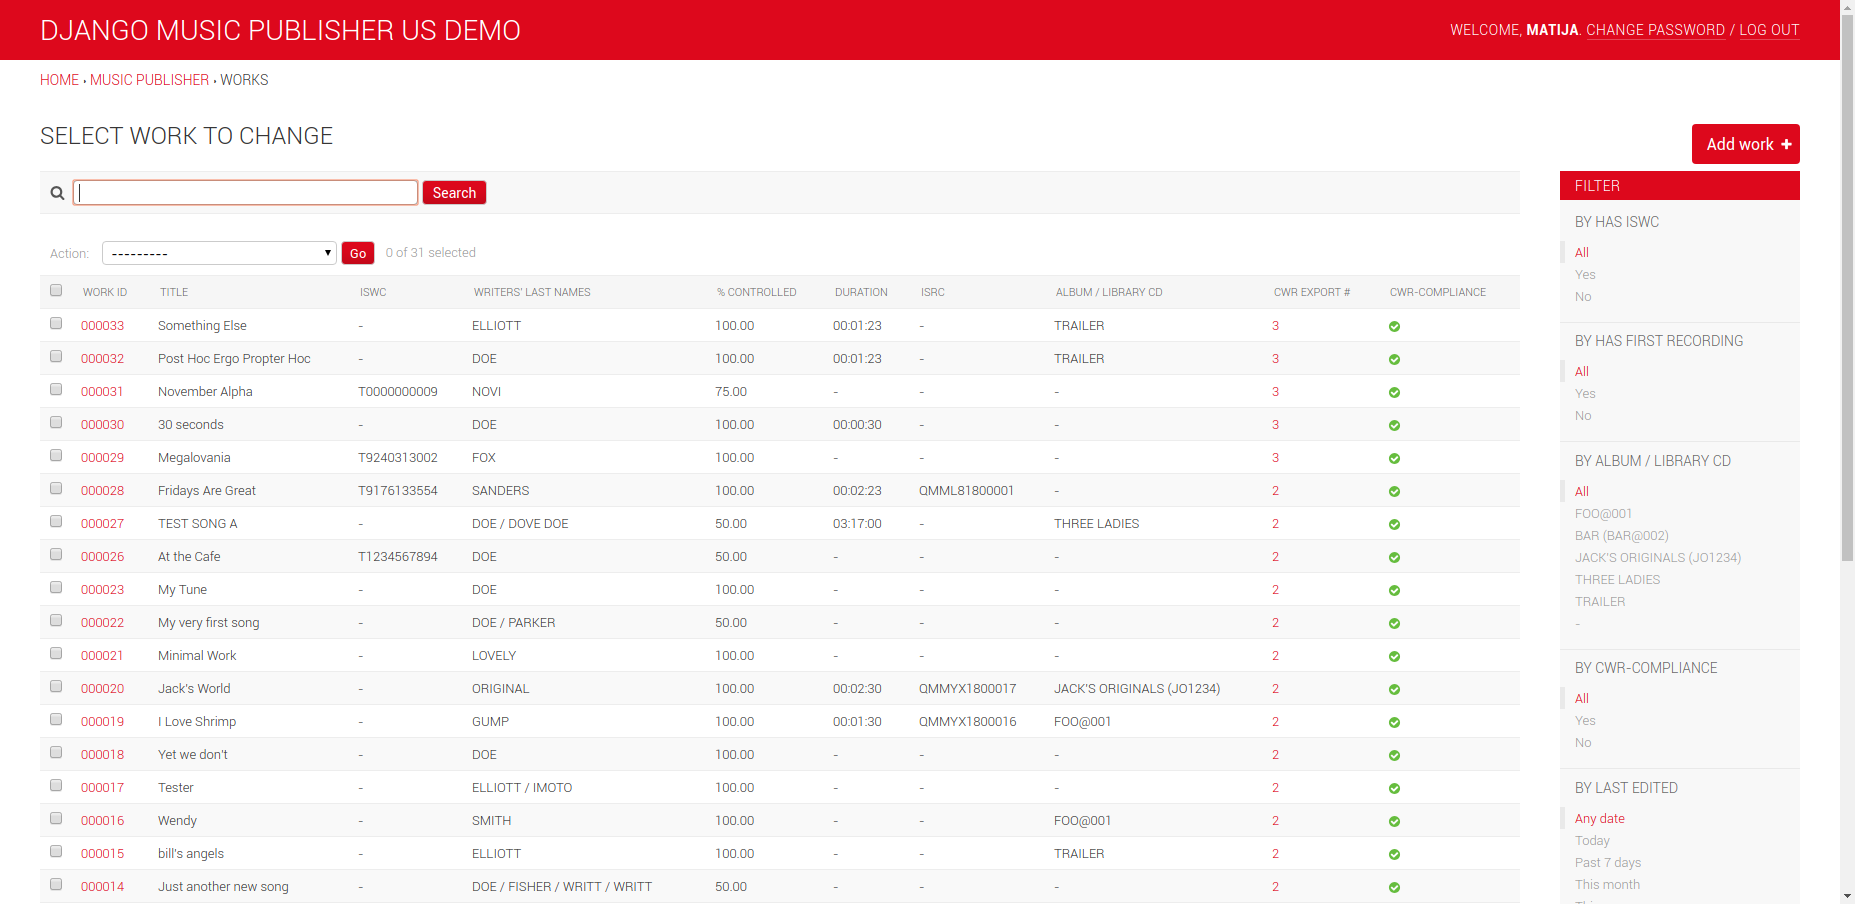 DJANGO MUSIC PUBLISHER US DEMO
WELCOME, MATIJA. CHANGE PASSWORD / LOG OUT
HOME › MUSIC PUBLISHER › WORKS
SELECT WORK TO CHANGE
Add work +
Search
Action: --------- Go 0 of 31 selected
WORK ID TITLE ISWC WRITERS' LAST NAMES % CONTROLLED DURATION ISRC ALBUM / LIBRARY CD CWR EXPORT # CWR-COMPLIANCE
000033 Something Else - ELLIOTT 100.00 00:01:23 - TRAILER 3
000032 Post Hoc Ergo Propter Hoc - DOE 100.00 00:01:23 - TRAILER 3
000031 November Alpha T0000000009 NOVI 75.00 - - - 3
000030 30 seconds - DOE 100.00 00:00:30 - - 3
000029 Megalovania T9240313002 FOX 100.00 - - - 3
000028 Fridays Are Great T9176133554 SANDERS 100.00 00:02:23 QMML81800001 - 2
000027 TEST SONG A - DOE / DOVE DOE 50.00 03:17:00 - THREE LADIES 2
000026 At the Cafe T1234567894 DOE 50.00 - - - 2
000023 My Tune - DOE 100.00 - - - 2
000022 My very first song - DOE / PARKER 50.00 - - - 2
000021 Minimal Work - LOVELY 100.00 - - - 2
000020 Jack's World - ORIGINAL 100.00 00:02:30 QMMYX1800017 JACK'S ORIGINALS (JO1234) 2
000019 I Love Shrimp - GUMP 100.00 00:01:30 QMMYX1800016 FOO@001 2
000018 Yet we don't - DOE 100.00 - - - 2
000017 Tester - ELLIOTT / IMOTO 100.00 - - - 2
000016 Wendy - SMITH 100.00 - - FOO@001 2
000015 bill's angels - ELLIOTT 100.00 - - TRAILER 2
000014 Just another new song - DOE / FISHER / WRITT / WRITT 50.00 - - - 2
FILTER
BY HAS ISWC
All
Yes
No
BY HAS FIRST RECORDING
All
Yes
No
BY ALBUM / LIBRARY CD
All
FOO@001
BAR (BAR@002)
JACK'S ORIGINALS (JO1234)
THREE LADIES
TRAILER
-
BY CWR-COMPLIANCE
All
Yes
No
BY LAST EDITED
Any date
Today
Past 7 days
This month